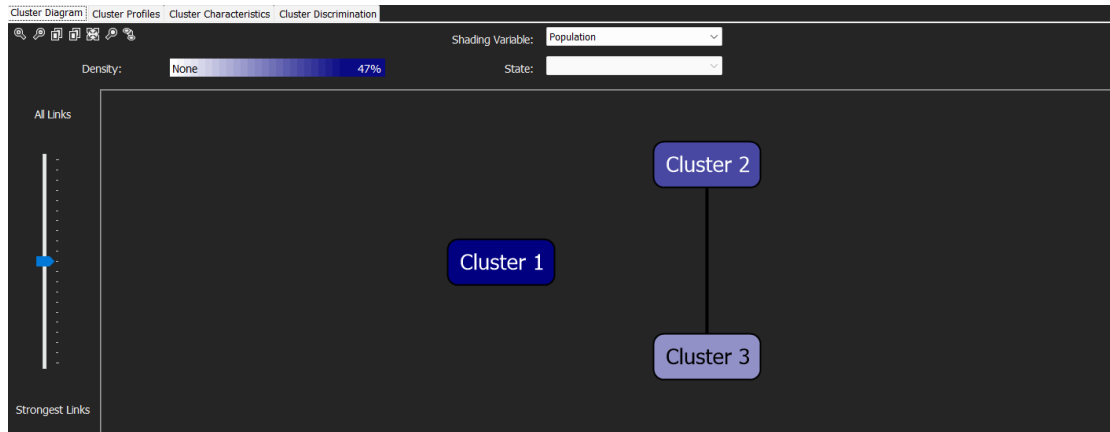 Cluster Diagram Cluster Profiles Cluster Characteristics Cluster Discrimination
Shading Variable: Population
Density: None 47% State:
All Links
Cluster 2
Cluster 1
Cluster 3
Strongest Links